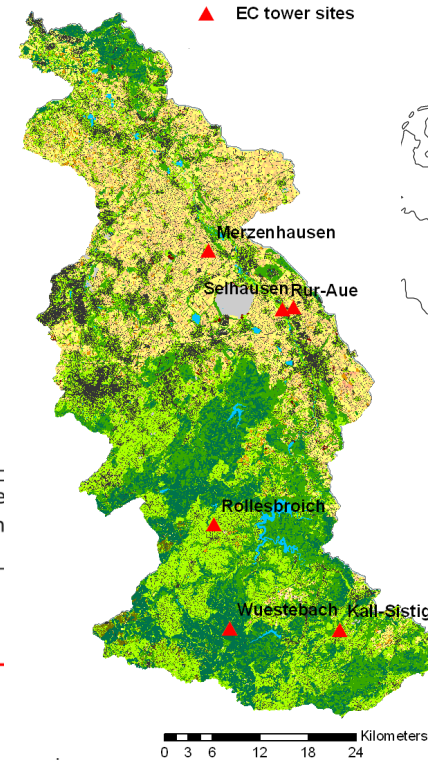 EC tower sites
Merzenhausen
Selhausen Rur-Aue
Rollesbroich
Wuestebach Kall-Sistig
Kilometers
0 3 6 12 18 24